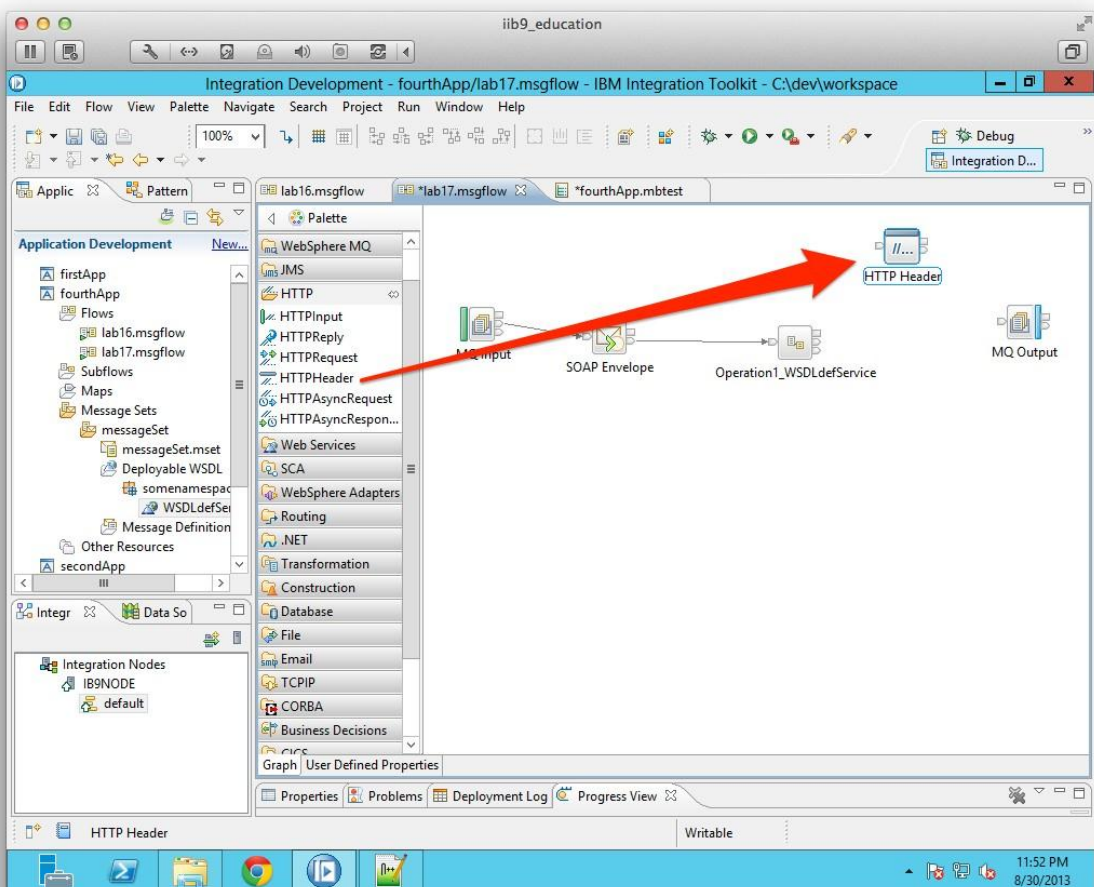 iib9_education
Integration Development - fourthApp/lab17.msgflow - IBM Integration Toolkit - C:\dev\workspace
File Edit Flow View Palette Navigate Search Project Run Window Help
100%
Debug
Integration D...
Applic
Pattern
lab16.msgflow
*lab17.msgflow
*fourthApp.mbtest
Application Development New...
firstApp
fourthApp
Flows
lab16.msgflow
lab17.msgflow
Subflows
Maps
Message Sets
messageSet
messageSet.mset
Deployable WSDL
somenamespac
WSDLdefSer
Message Definition
Other Resources
secondApp
Palette
WebSphere MQ
JMS
HTTP
HTTPInput
HTTPReply
HTTPRequest
HTTPHeader
HTTPAsyncRequest
HTTPAsyncRespon...
Web Services
SCA
WebSphere Adapters
Routing
.NET
Transformation
Construction
Database
File
Email
TCPIP
CORBA
Business Decisions
CICS
Graph User Defined Properties
//...
HTTP Header
MQ Input
SOAP Envelope
Operation1_WSDLdefService
MQ Output
Integr
Data So
Integration Nodes
IB9NODE
default
Properties Problems Deployment Log Progress View
HTTP Header
Writable
11:52 PM
8/30/2013